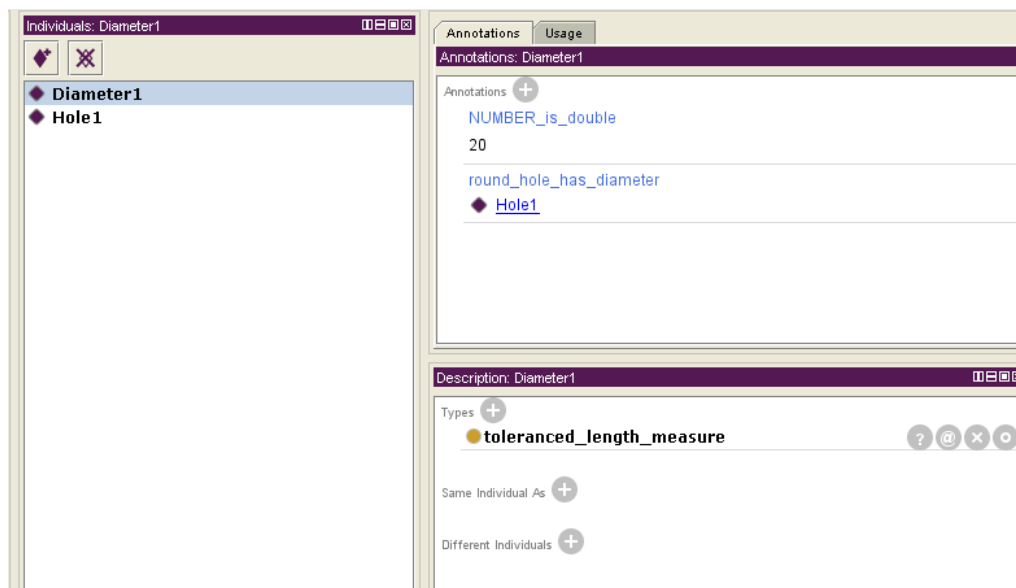 Individuals: Diameter1
Diameter1
Hole1
Annotations
Usage
Annotations: Diameter1
Annotations
NUMBER_is_double
20
round_hole_has_diameter
Hole1
Description: Diameter1
Types
toleranced_length_measure
Same Individual As
Different Individuals